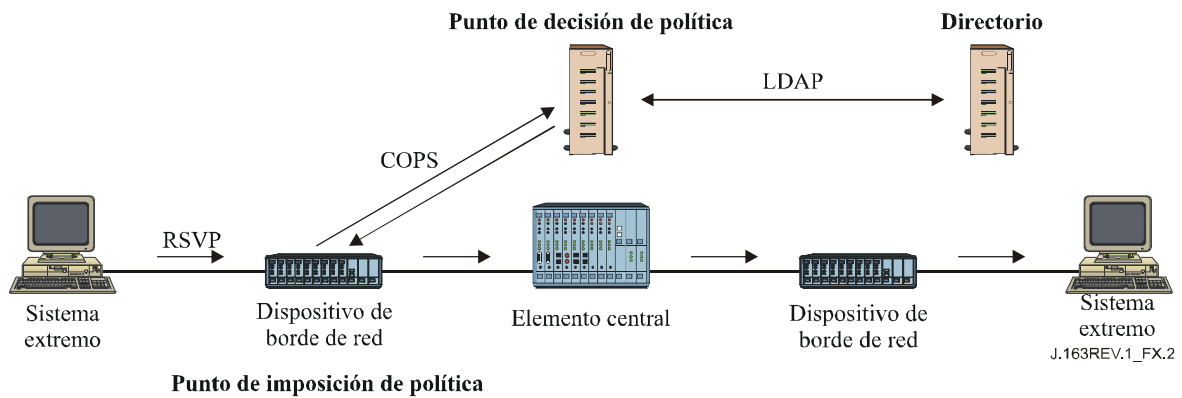 Punto de decisión de política
Directorio
LDAP
COPS
RSVP
Sistema
extremo
Dispositivo de
borde de red
Elemento central
Dispositivo de
borde de red
Sistema
extremo
J.163REV.1_FX.2
Punto de imposición de política